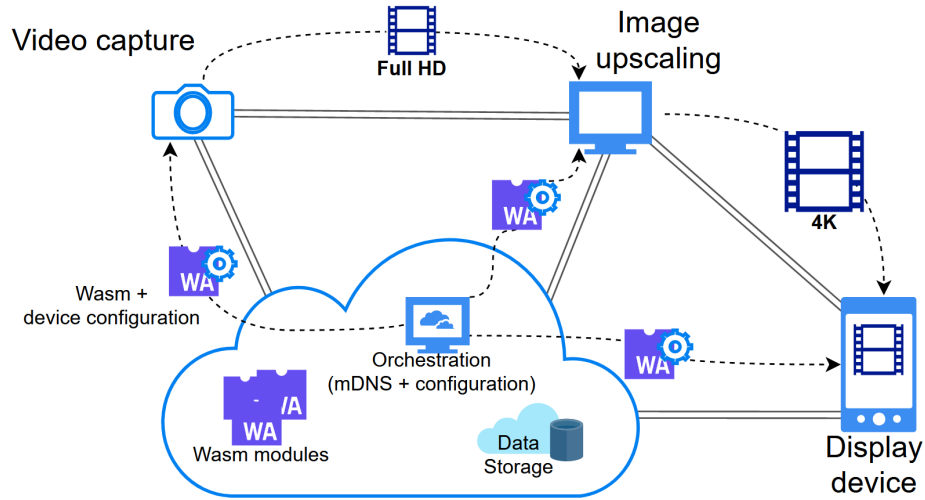 Video capture
Full HD
Image
upscaling
4K
WA
WA
Wasm +
device configuration
Orchestration
(mDNS + configuration)
WA
WA
WA
Wasm modules
Data
Storage
Display
device